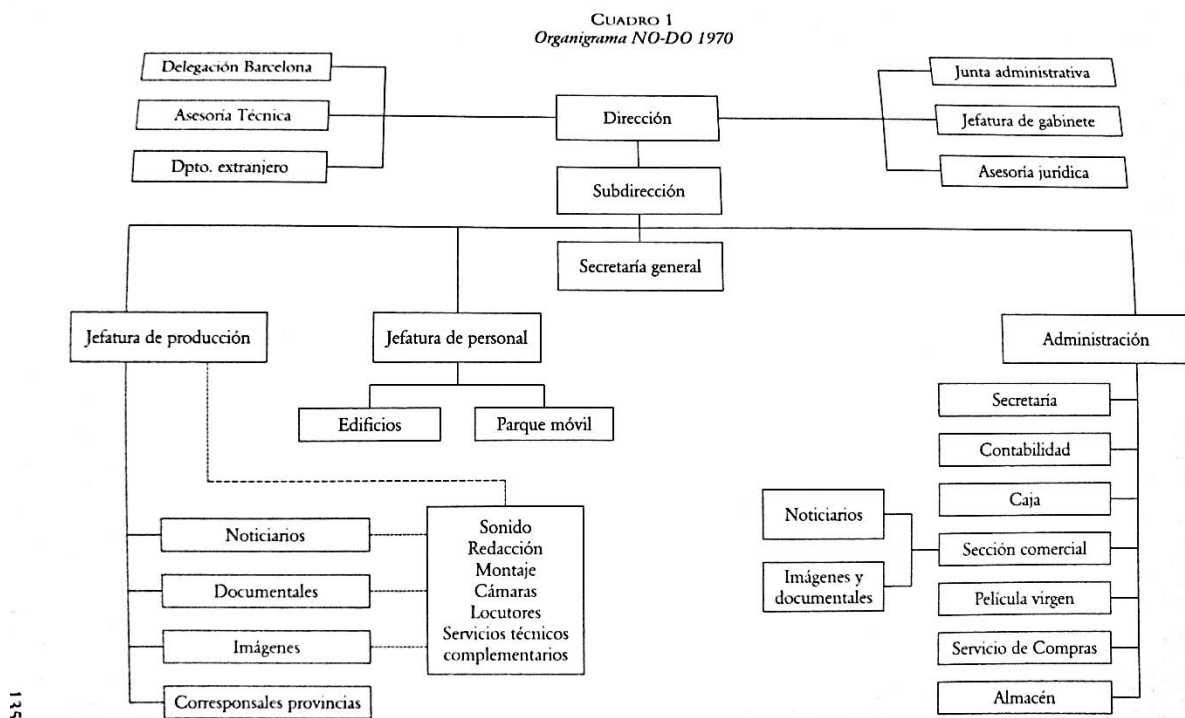 CUADRO 1
Organigrama NO-DO 1970
Delegación Barcelona
Asesoría Técnica
Dpto. extranjero
Dirección
Subdirección
Secretaría general
Junta administrativa
Jefatura de gabinete
Asesoría jurídica
Jefatura de producción
Jefatura de personal
Administración
Edificios
Parque móvil
Noticiarios
Documentales
Imágenes
Corresponsales provincias
Sonido
Redacción
Montaje
Cámaras
Locutores
Servicios técnicos
complementarios
Noticiarios
Imágenes y
documentales
Secretaría
Contabilidad
Caja
Sección comercial
Película virgen
Servicio de Compras
Almacén
135